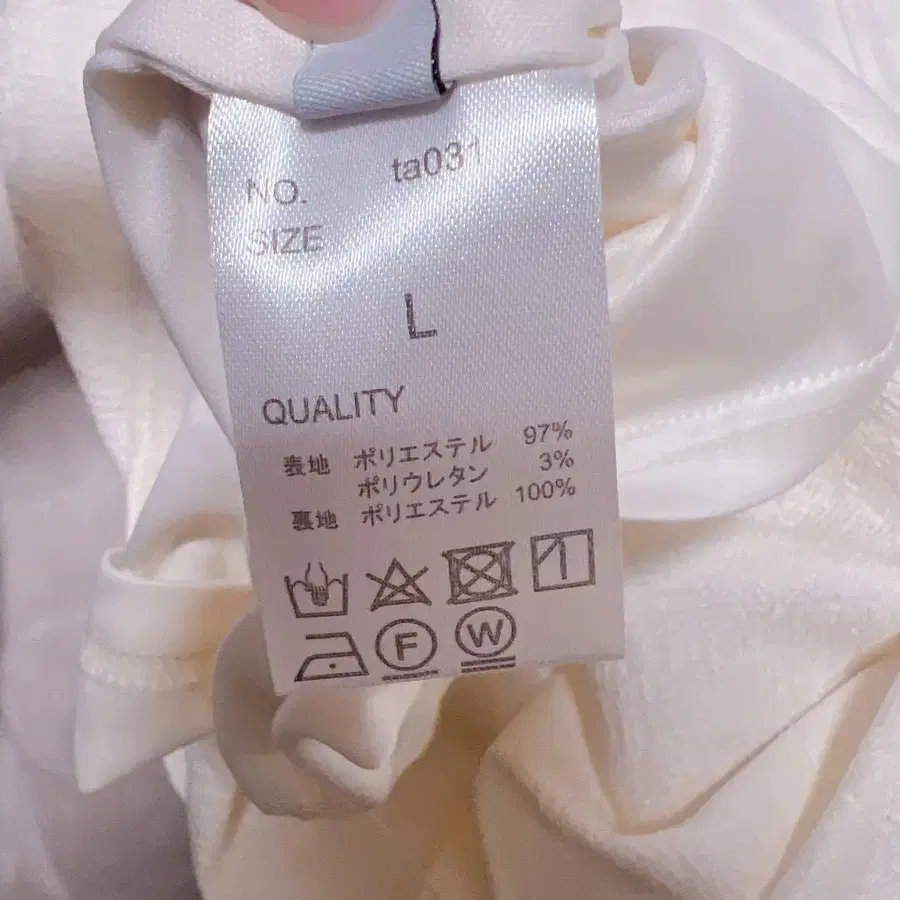 NO. ta031
SIZE
L
QUALITY
表地 ポリエステル 97%
ポリウレタン 3%
裏地 ポリエステル 100%
F W